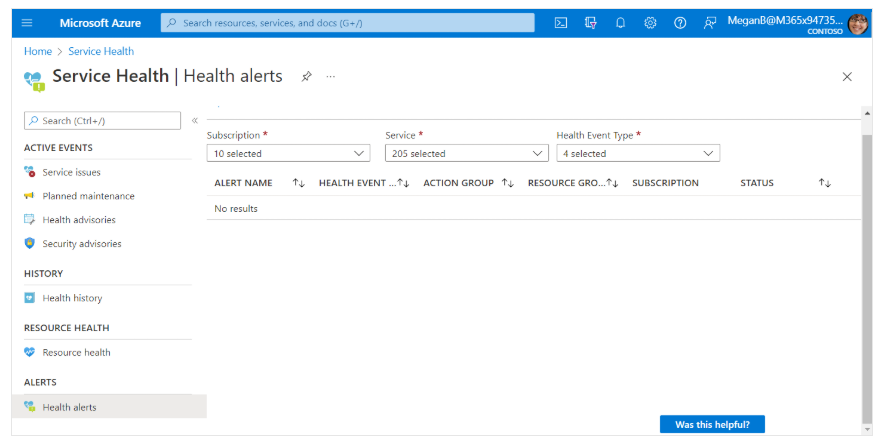 Microsoft Azure
Search resources, services, and docs (G+/)
MeganB@M365x94735...
CONTOSO
Home > Service Health
Service Health | Health alerts
Search (Ctrl+/)
ACTIVE EVENTS
Service issues
Planned maintenance
Health advisories
Security advisories
HISTORY
Health history
RESOURCE HEALTH
Resource health
ALERTS
Health alerts
Subscription * Service * Health Event Type *
10 selected 205 selected 4 selected
ALERT NAME HEALTH EVENT ... ACTION GROUP RESOURCE GRO... SUBSCRIPTION STATUS
No results
Was this helpful?